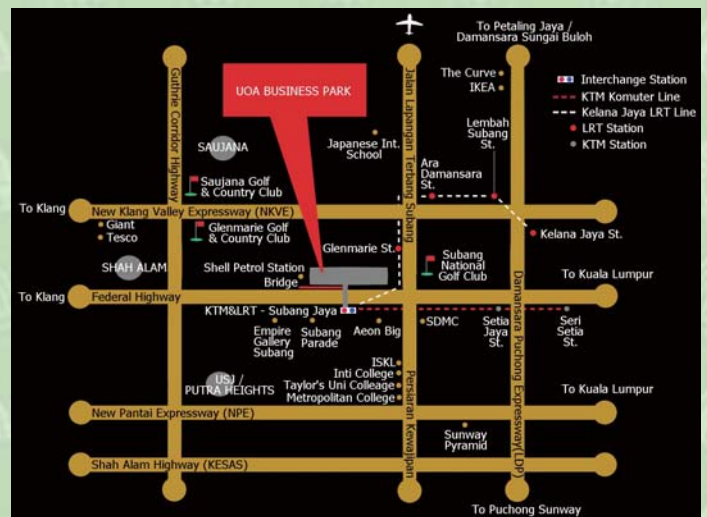 To Petaling Jaya /
Damansara Sungai Buloh
Guthrie Corridor Highway
Jalan Lapangan Terbang Subang
The Curve
IKEA
Interchange Station
KTM Komuter Line
Kelana Jaya LRT Line
LRT Station
KTM Station
UOA BUSINESS PARK
SAUJANA
Japanese Int.
School
Lembah
Subang
St.
Ara
Damansara
St.
Saujana Golf
& Country Club
To Klang
New Klang Valley Expressway (NKVE)
Giant
Tesco
Glenmarie Golf
& Country Club
Glenmarie St.
Kelana Jaya St.
SHAH ALAM
Shell Petrol Station
Bridge
Subang
National
Golf Club
To Kuala Lumpur
To Klang
Federal Highway
KTM&LRT - Subang Jaya
Empire
Gallery
Subang
Subang
Parade
Aeon Big
SDMC
Setia
Jaya
St.
Seri
Setia
St.
Damansara Puchong Expressway(LDP)
ISKL
Inti College
Taylor's Uni Colleage
Metropolitan College
USJ /
PUTRA HEIGHTS
Persiaran Kewajipan
To Kuala Lumpur
New Pantai Expressway (NPE)
Sunway
Pyramid
Shah Alam Highway (KESAS)
To Puchong Sunway